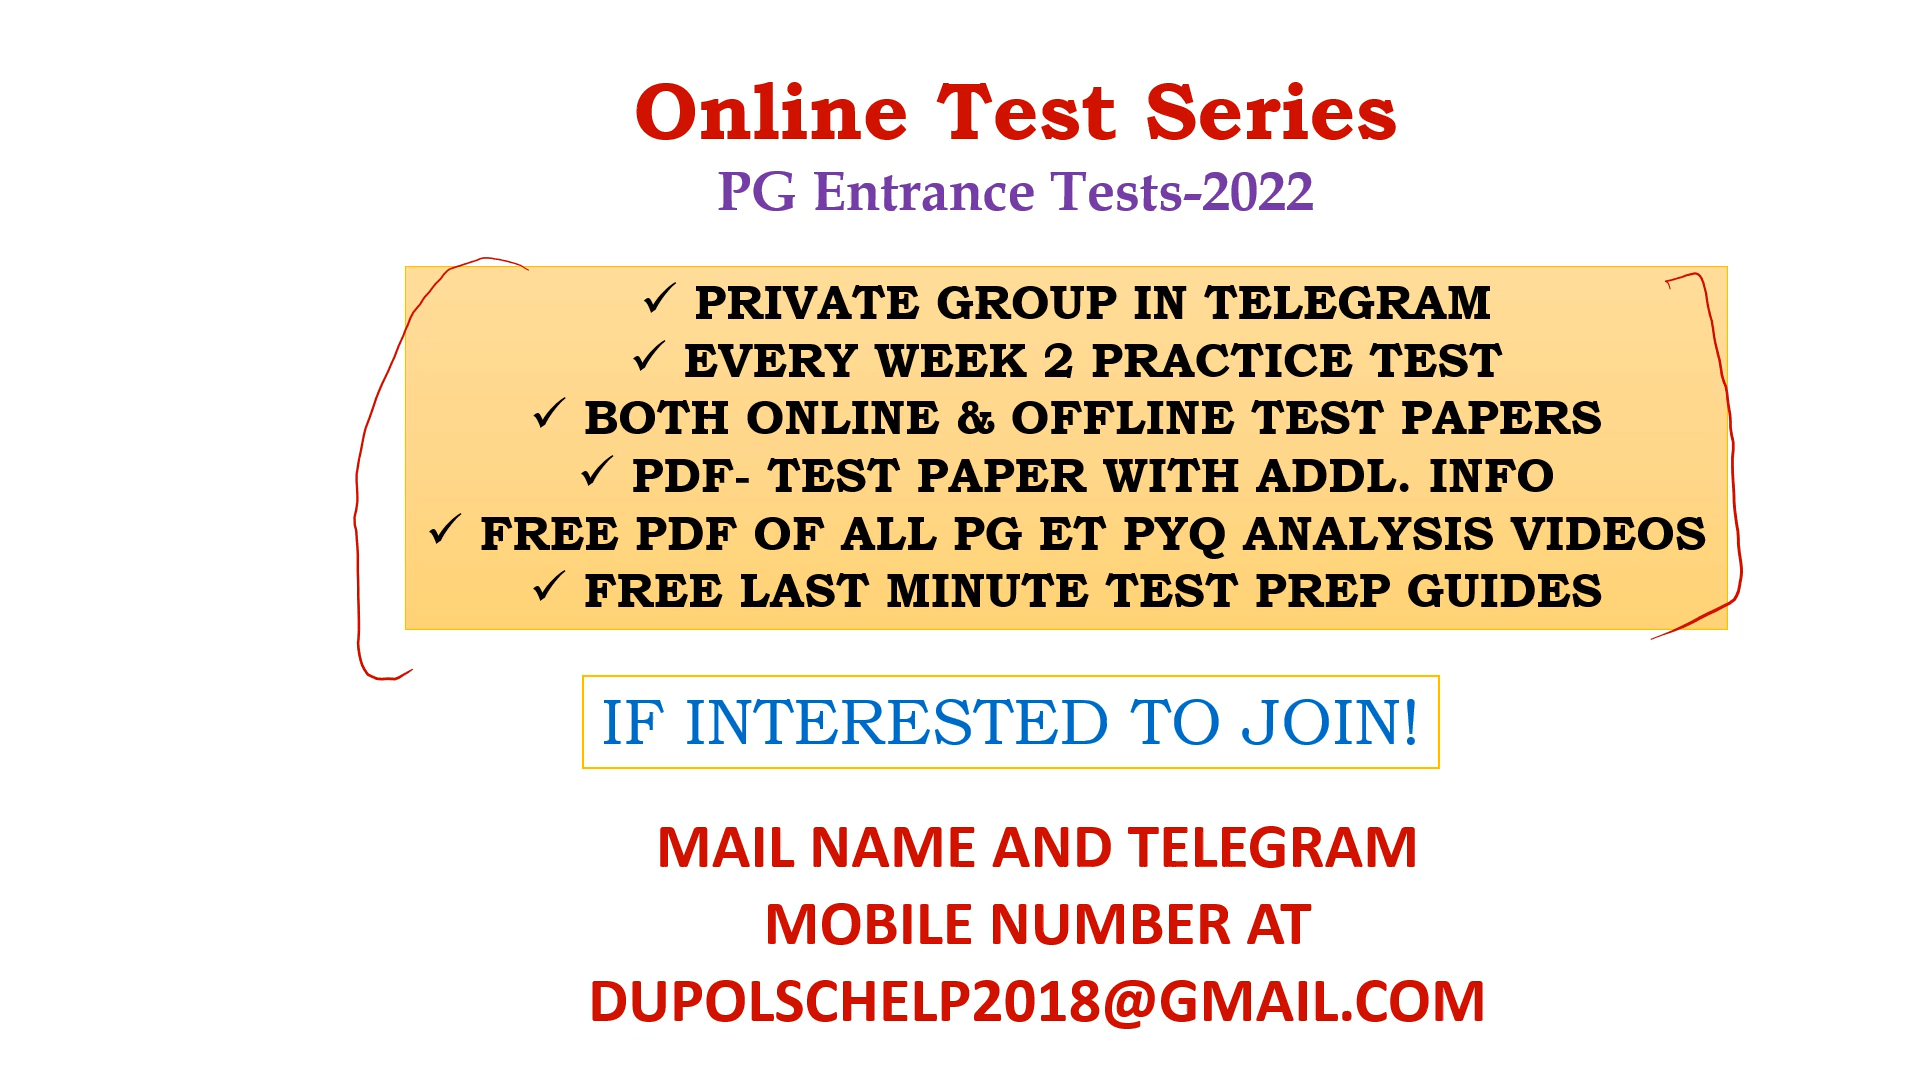 Online Test Series
PG Entrance Tests-2022
✓ PRIVATE GROUP IN TELEGRAM
✓ EVERY WEEK 2 PRACTICE TEST
✓ BOTH ONLINE & OFFLINE TEST PAPERS
✓ PDF- TEST PAPER WITH ADDL. INFO
✓ FREE PDF OF ALL PG ET PYQ ANALYSIS VIDEOS
✓ FREE LAST MINUTE TEST PREP GUIDES
IF INTERESTED TO JOIN!
MAIL NAME AND TELEGRAM
MOBILE NUMBER AT
DUPOLSCHELP2018@GMAIL.COM